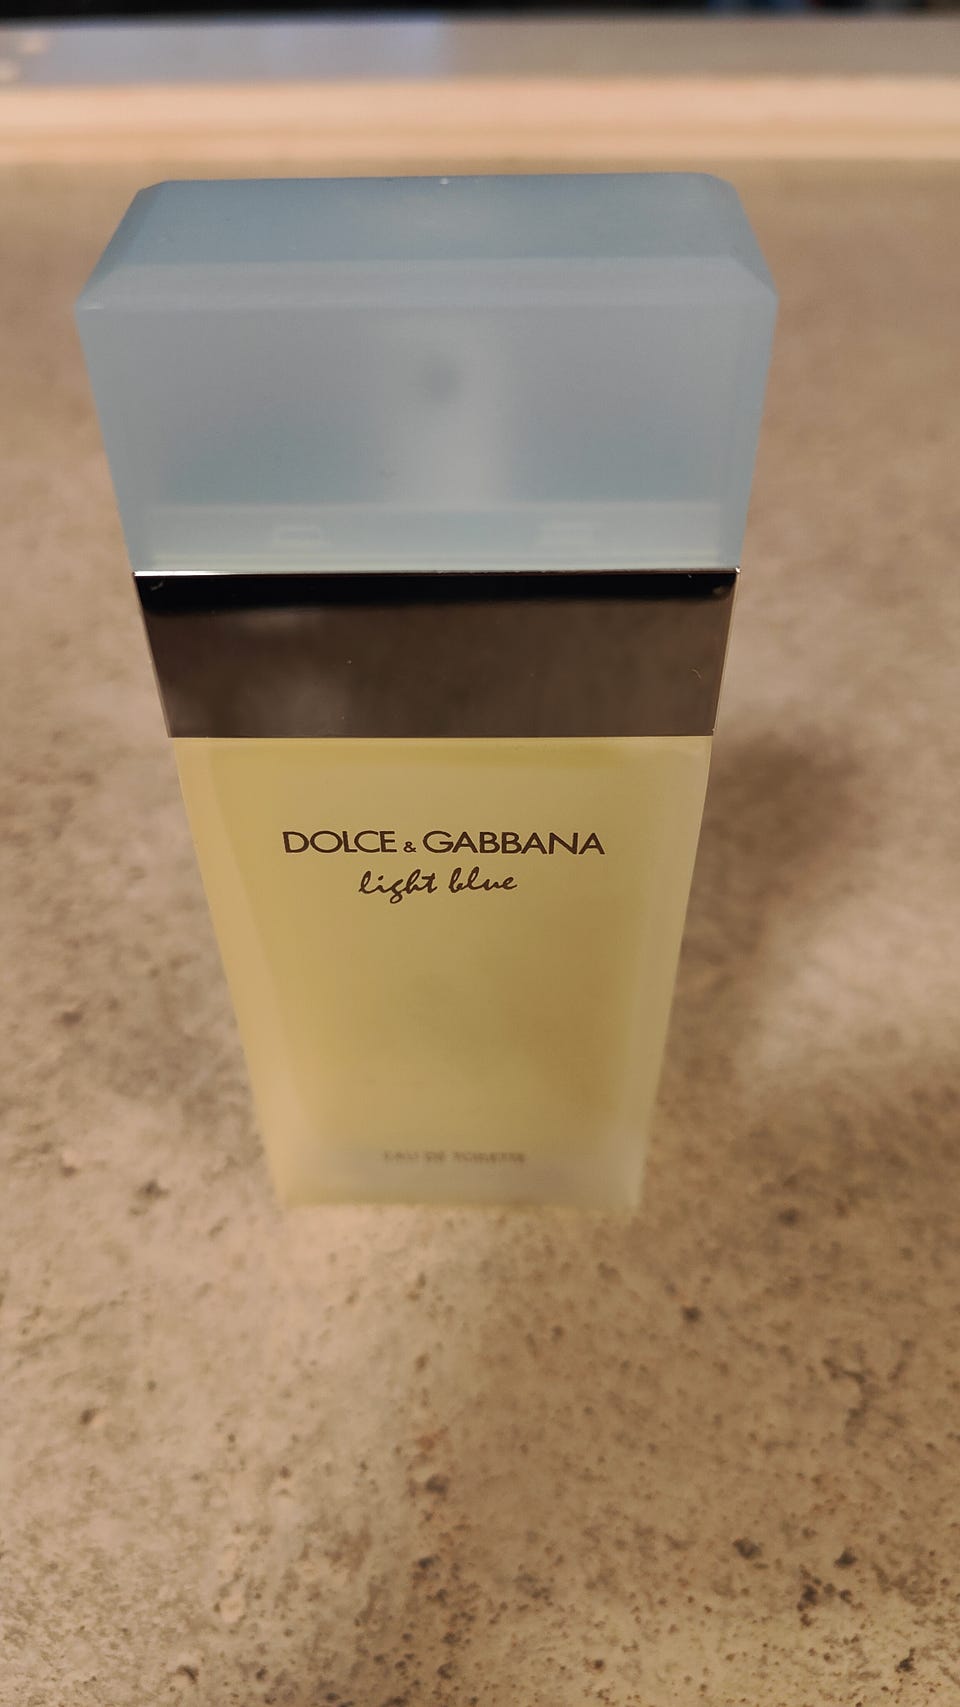 DOLCE & GABBANA
light blue
EAU DE TOILETTE